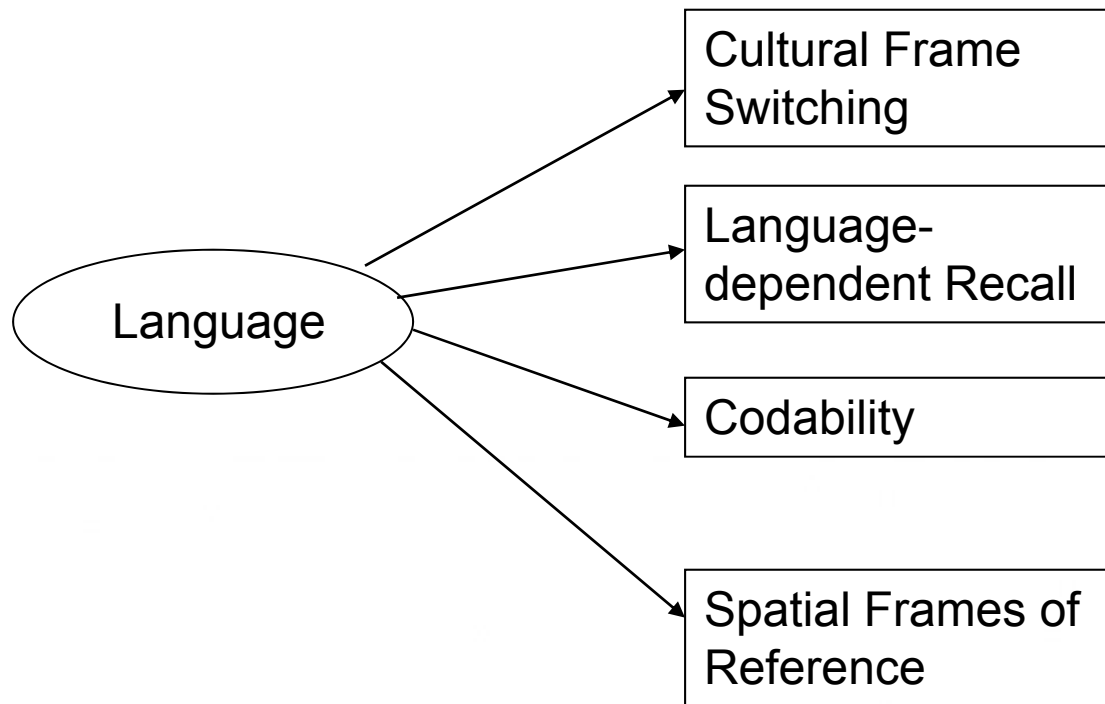 Cultural Frame
Switching
Language-
dependent Recall
Language
Codability
Spatial Frames of
Reference